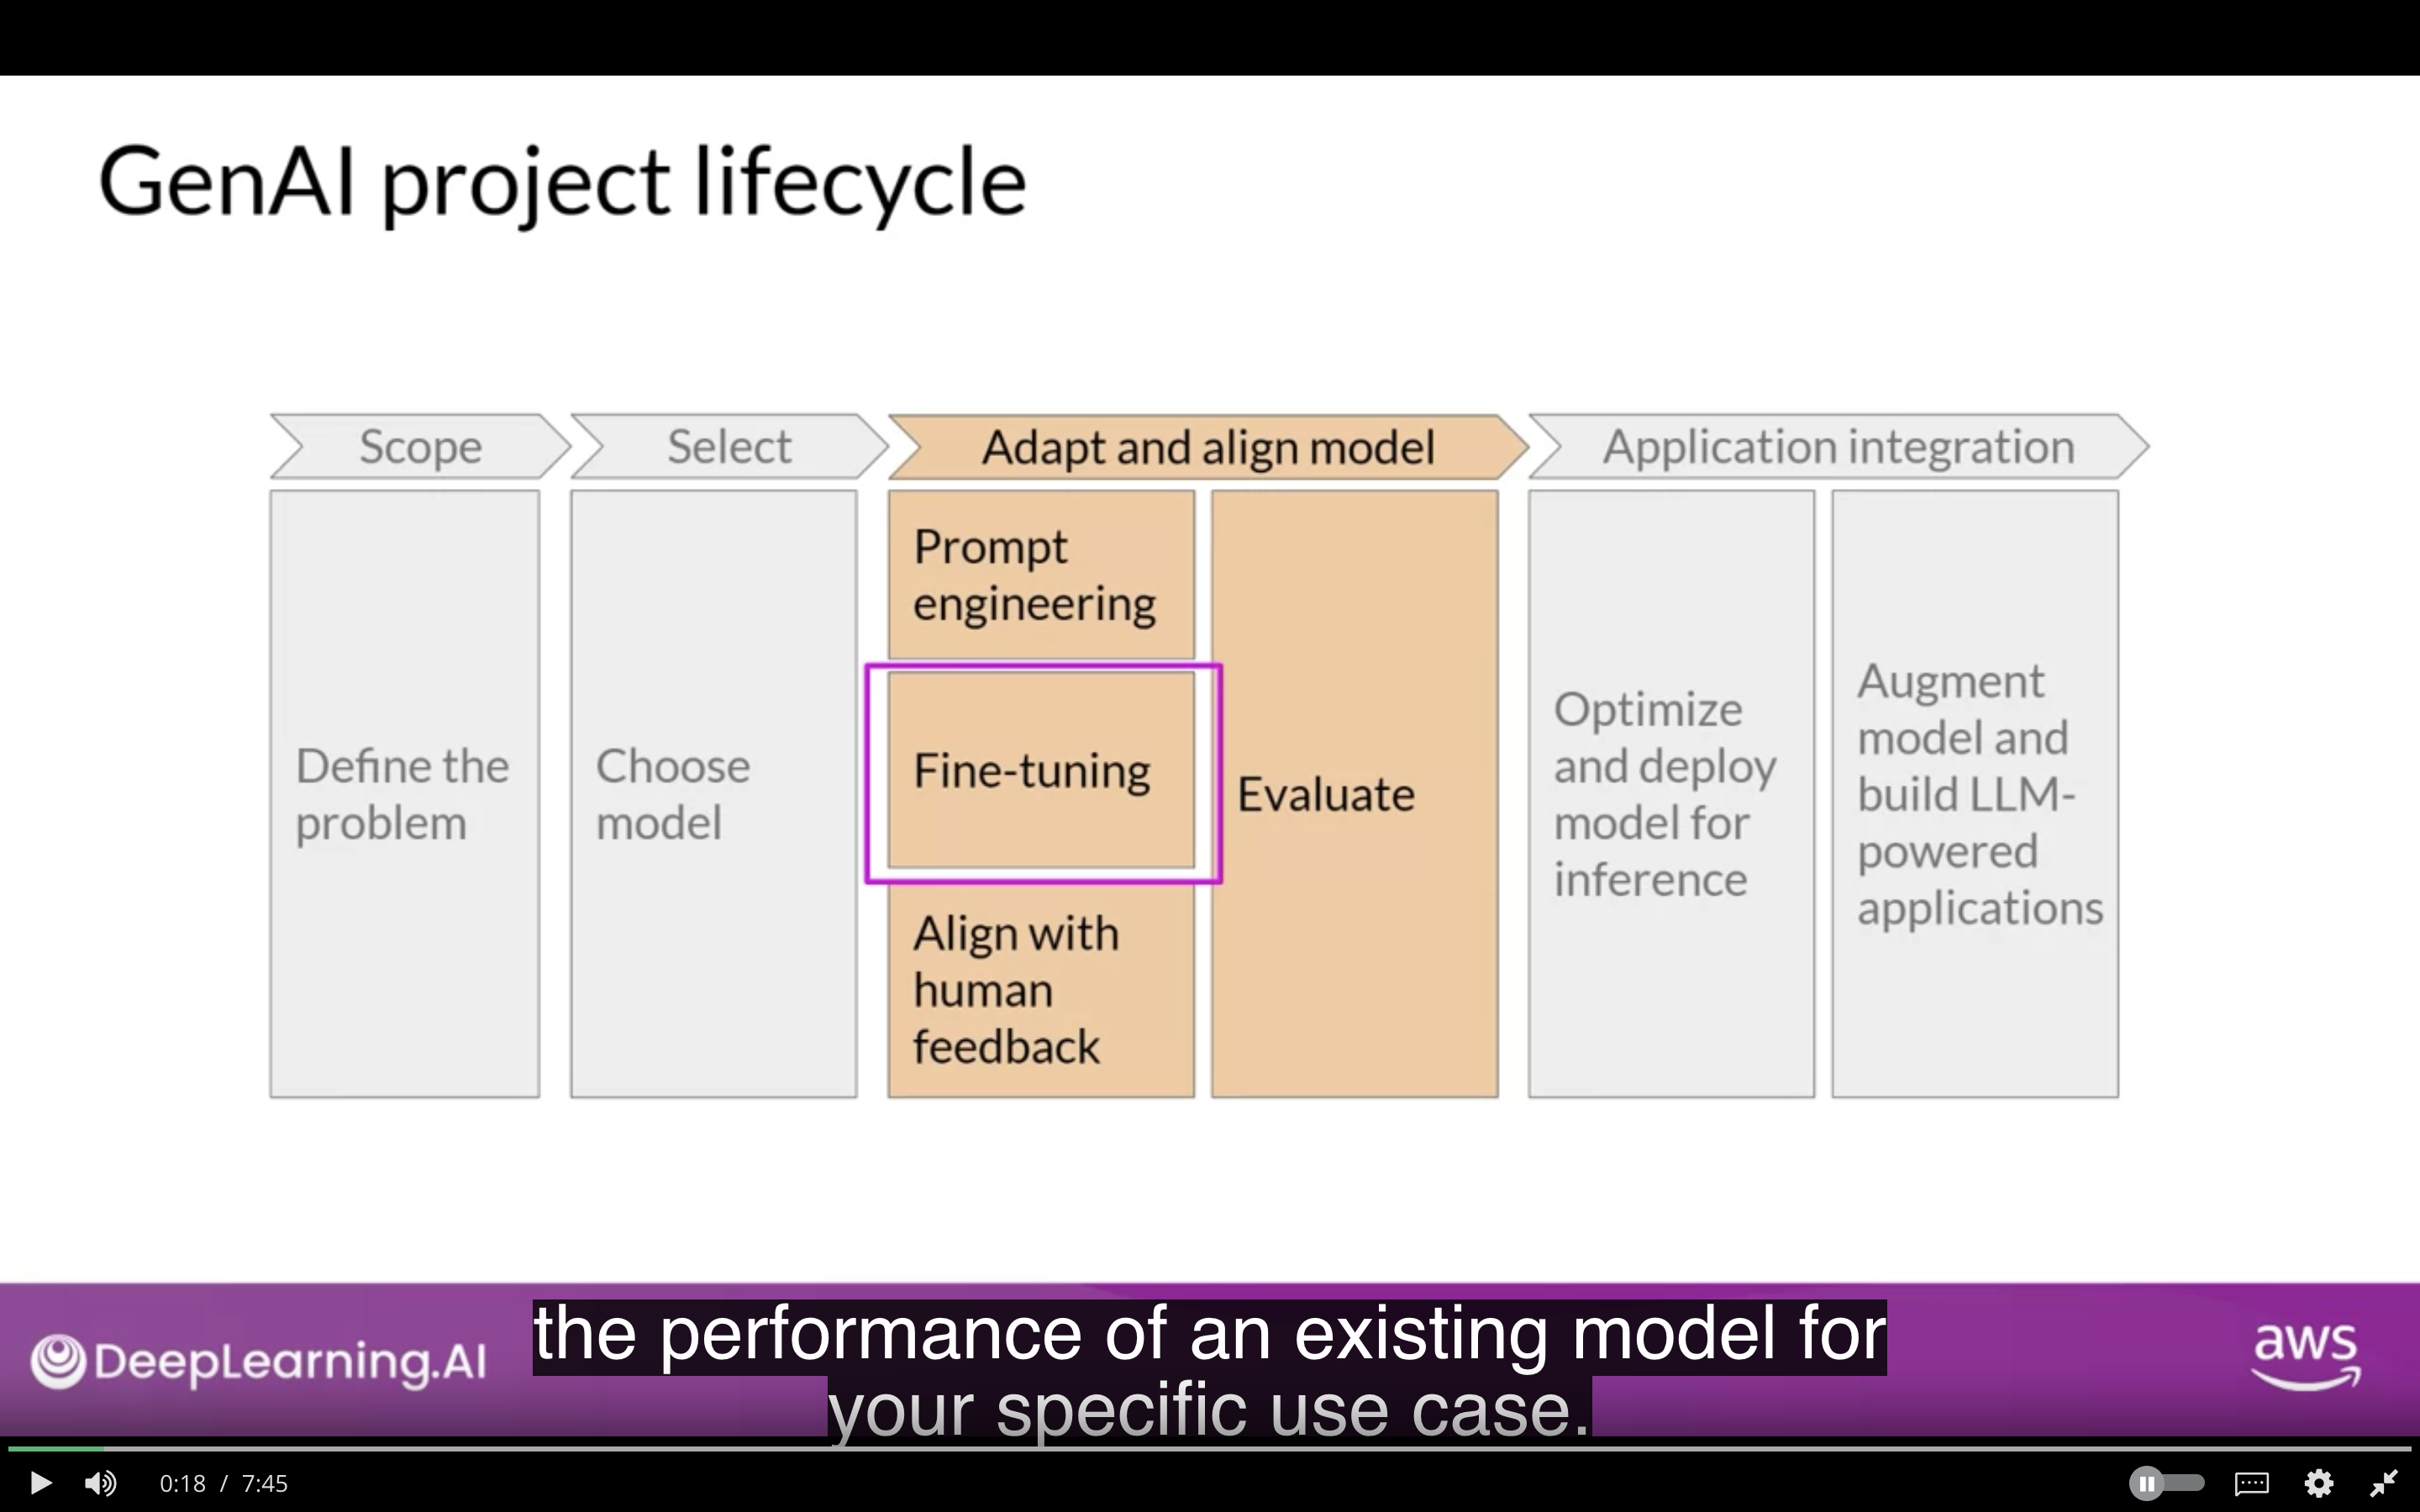 GenAI project lifecycle
Scope
Select
Adapt and align model
Application integration
Define the
problem
Choose
model
Prompt
engineering
Fine-tuning
Align with
human
feedback
Evaluate
Optimize
and deploy
model for
inference
Augment
model and
build LLM-
powered
applications
DeepLearning.AI
the performance of an existing model for
your specific use case.
aws
0:18 / 7:45